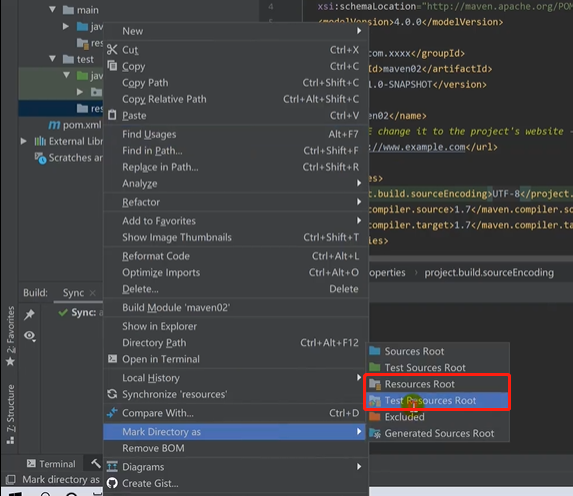 main
jav
res
test
jav
res
pom.xml
External Libr
Scratches an
4
5
6
xsi:schemaLocation="http://maven.apache.org/POM
<modelVersion>4.0.0</modelVersion>
com.xxxx</groupId>
Id>maven02</artifactId>
1.0-SNAPSHOT</version>
en02</name>
E change it to the project's website -
://www.example.com</url>
es>
ct.build.sourceEncoding>UTF-8</project.
compiler.source>1.7</maven.compiler.so
compiler.target>1.7</maven.compiler.ta
ties>
operties › project.build.sourceEncoding
New
Cut Ctrl+X
Copy Ctrl+Shift+C
Copy Path Ctrl+Shift+C
Copy Relative Path Ctrl+Alt+Shift+C
Paste Ctrl+V
Find Usages Alt+F7
Find in Path... Ctrl+Shift+F
Replace in Path... Ctrl+Shift+R
Analyze
Refactor
Add to Favorites
Show Image Thumbnails Ctrl+Shift+T
Reformat Code Ctrl+Alt+L
Optimize Imports Ctrl+Alt+O
Delete... Delete
Build Module 'maven02'
Show in Explorer
Directory Path Ctrl+Alt+F12
Open in Terminal
Local History
Synchronize 'resources'
Compare With... Ctrl+D
Mark Directory as
Remove BOM
Diagrams
Create Gist...
Sources Root
Test Sources Root
Resources Root
Test Resources Root
Excluded
Generated Sources Root
Build: Sync ×
Sync: a
2: Favorites
7: Structure
Terminal
Mark directory as